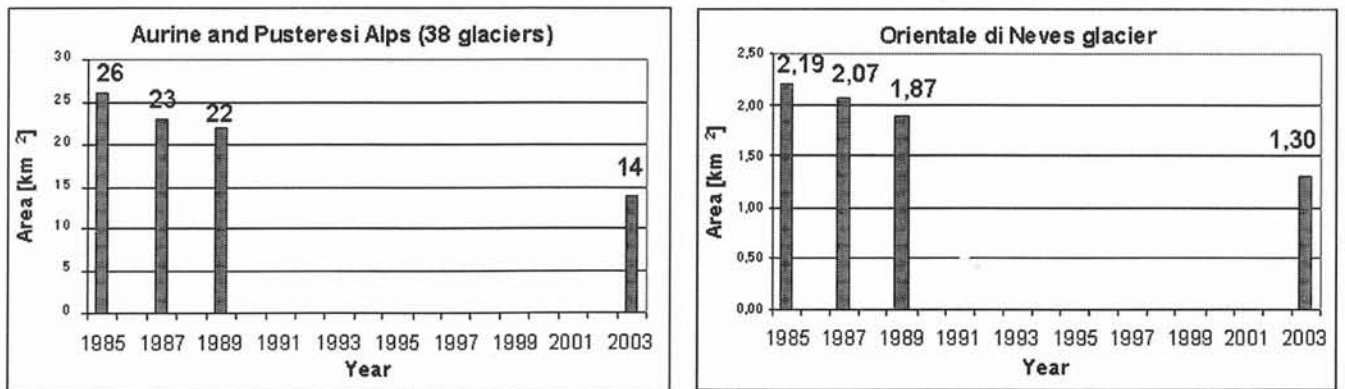 Aurine and Pusteresi Alps (38 glaciers)
30
25
20
15
10
5
0
Area [km ²]
26
23
22
14
1985 1987 1989 1991 1993 1995 1997 1999 2001 2003
Year
Orientale di Neves glacier
2,50
2,00
1,50
1,00
0,50
0,00
Area [km ²]
2,19
2,07
1,87
1,30
1985 1987 1989 1991 1993 1995 1997 1999 2001 2003
Year